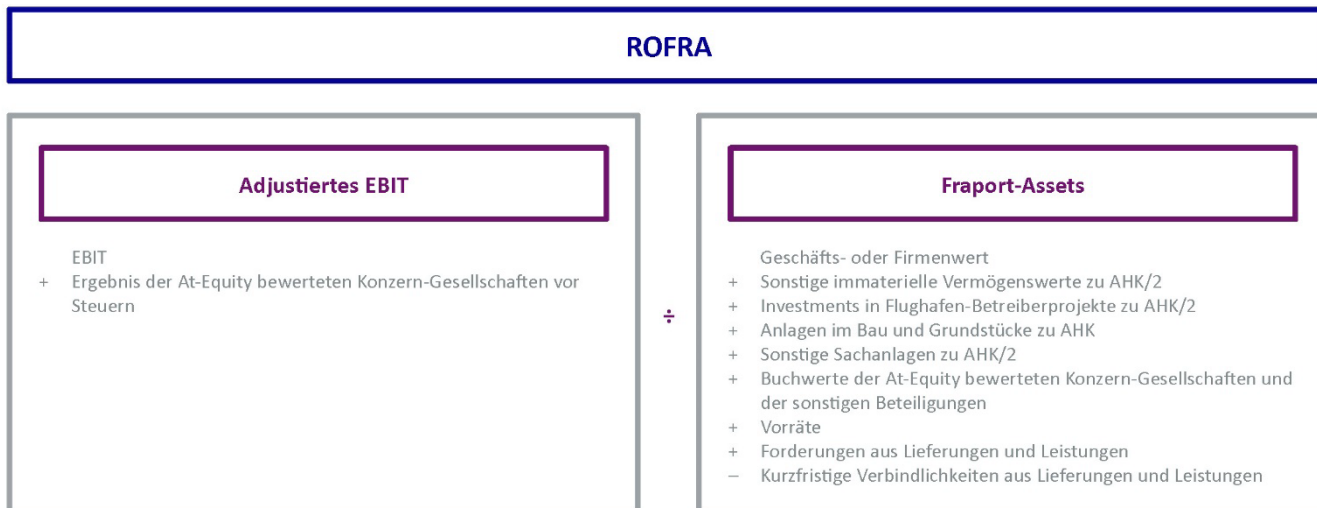 ROFRA
Adjustiertes EBIT
EBIT
+ Ergebnis der At-Equity bewerteten Konzern-Gesellschaften vor
Steuern
÷
Fraport-Assets
Geschäfts- oder Firmenwert
+ Sonstige immaterielle Vermögenswerte zu AHK/2
+ Investments in Flughafen-Betreiberprojekte zu AHK/2
+ Anlagen im Bau und Grundstücke zu AHK
+ Sonstige Sachanlagen zu AHK/2
+ Buchwerte der At-Equity bewerteten Konzern-Gesellschaften und
der sonstigen Beteiligungen
+ Vorräte
+ Forderungen aus Lieferungen und Leistungen
– Kurzfristige Verbindlichkeiten aus Lieferungen und Leistungen